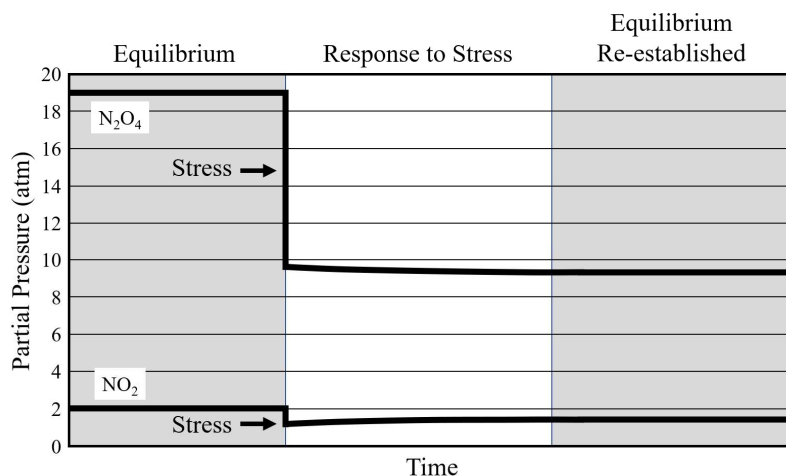 Equilibrium
Response to Stress
Equilibrium
Re-established
20
18
16
14
12
10
8
6
4
2
0
Partial Pressure (atm)
N₂O₄
Stress
NO₂
Stress
Time